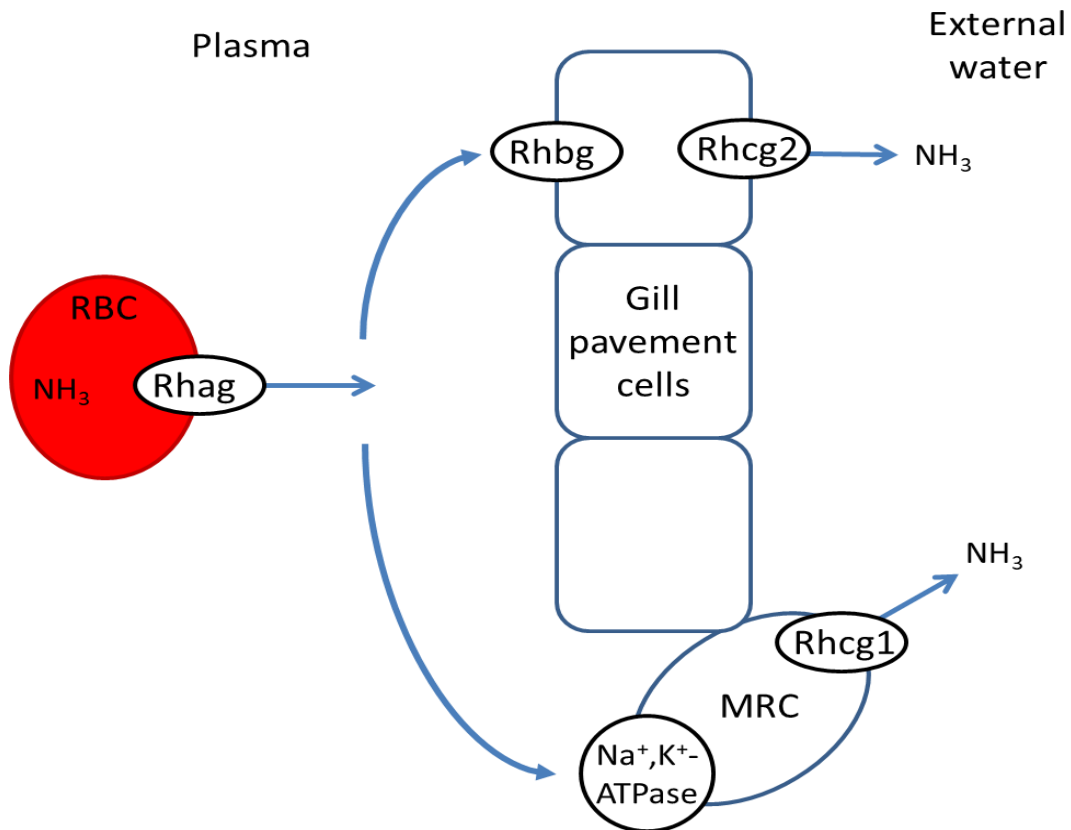 Plasma
External
water
Rhbg
Rhcg2
NH₃
RBC
NH₃
Rhag
Gill
pavement
cells
NH₃
Rhcg1
MRC
Na⁺,K⁺-
ATPase